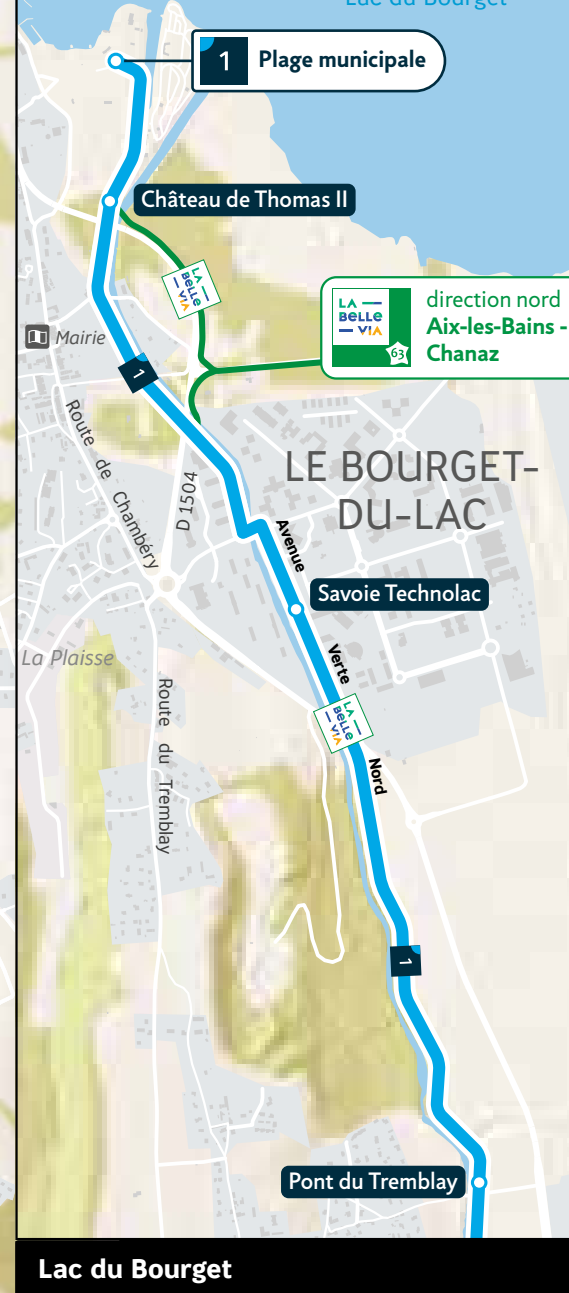 Lac du Bourget
1 Plage municipale
Château de Thomas II
LA
BELLE
VIA
LA
BELLE
VIA
63
direction nord
Aix-les-Bains -
Chanaz
Mairie
1
Route de Chambéry
D 1504
LE BOURGET-
DU-LAC
Avenue
Verte
Nord
Savoie Technolac
La Plaisse
LA
BELLE
VIA
Route du Tremblay
1
Pont du Tremblay
Lac du Bourget